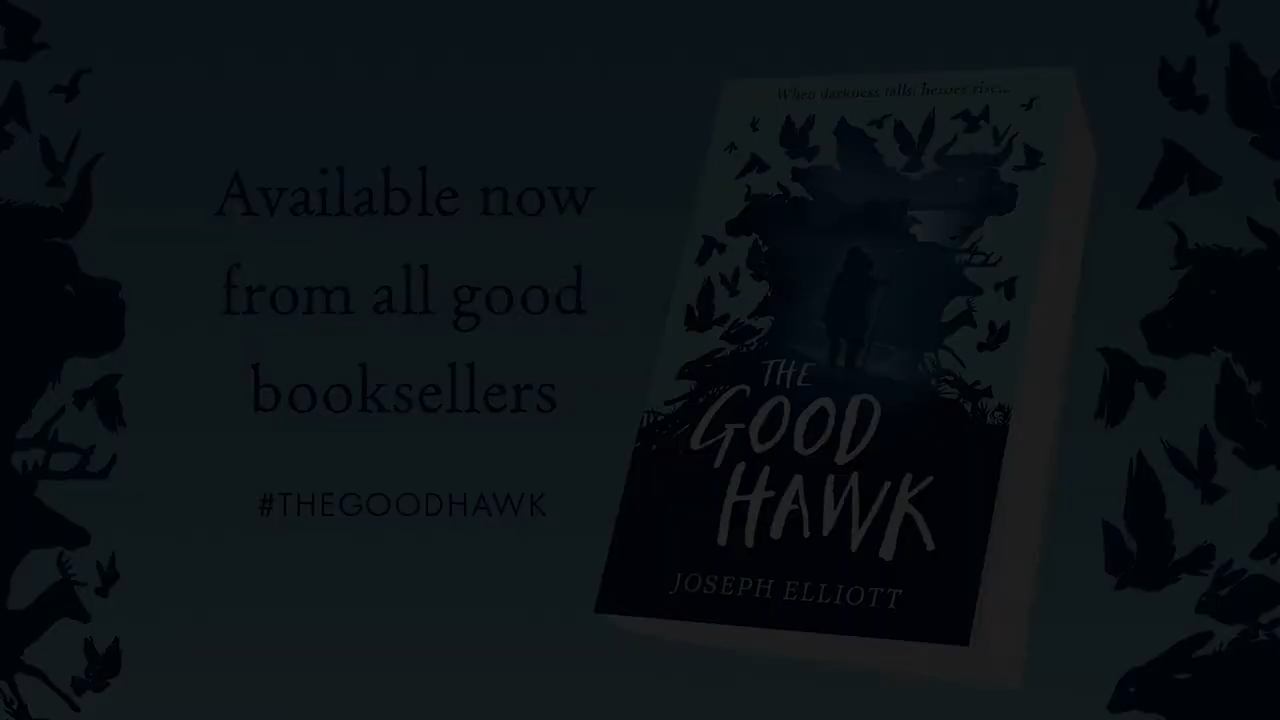 Available now
from all good
booksellers
#THEGOODHAWK
When darkness falls, heroes rise...
THE
GOOD
HAWK
JOSEPH ELLIOTT